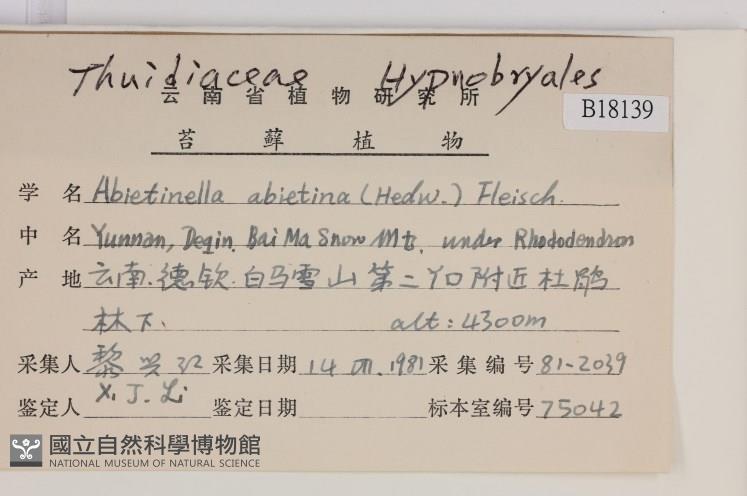 Thuidiaceae Hypnobryales
云南省植物研究所
B18139
苔藓植物
学名 Abietinella abietina (Hedw.) Fleisch.
中名 Yunnan, Deqin. Bai Ma Snow Mt. under Rhododendron
产地 云南.德钦.白马雪山第二丫口附近杜鹃
林下. alt: 4300m
采集人 黎兴江 采集日期 14 1981 采集编号 81-2039
鉴定人 X. J. Li 鉴定日期 标本室编号 75042
國立自然科學博物館
NATIONAL MUSEUM OF NATURAL SCIENCE